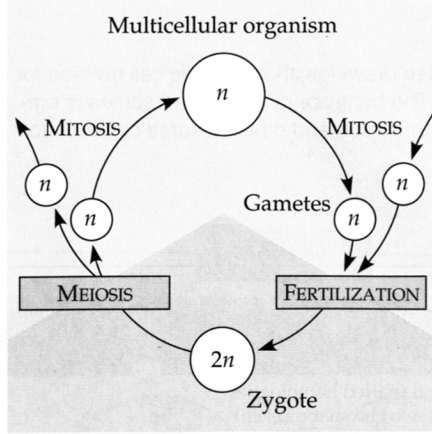 Multicellular organism
n
MITOSIS
MITOSIS
n
n
n
Gametes
n
MEIOSIS
FERTILIZATION
2n
Zygote